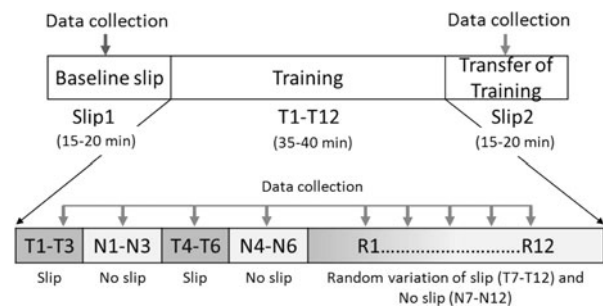 Data collection Data collection
Baseline slip Training Transfer of
Training
Slip1 T1-T12 Slip2
(15-20 min) (35-40 min) (15-20 min)
Data collection
T1-T3 N1-N3 T4-T6 N4-N6 R1........................R12
Slip No slip Slip No slip Random variation of slip (T7-T12) and
No slip (N7-N12)